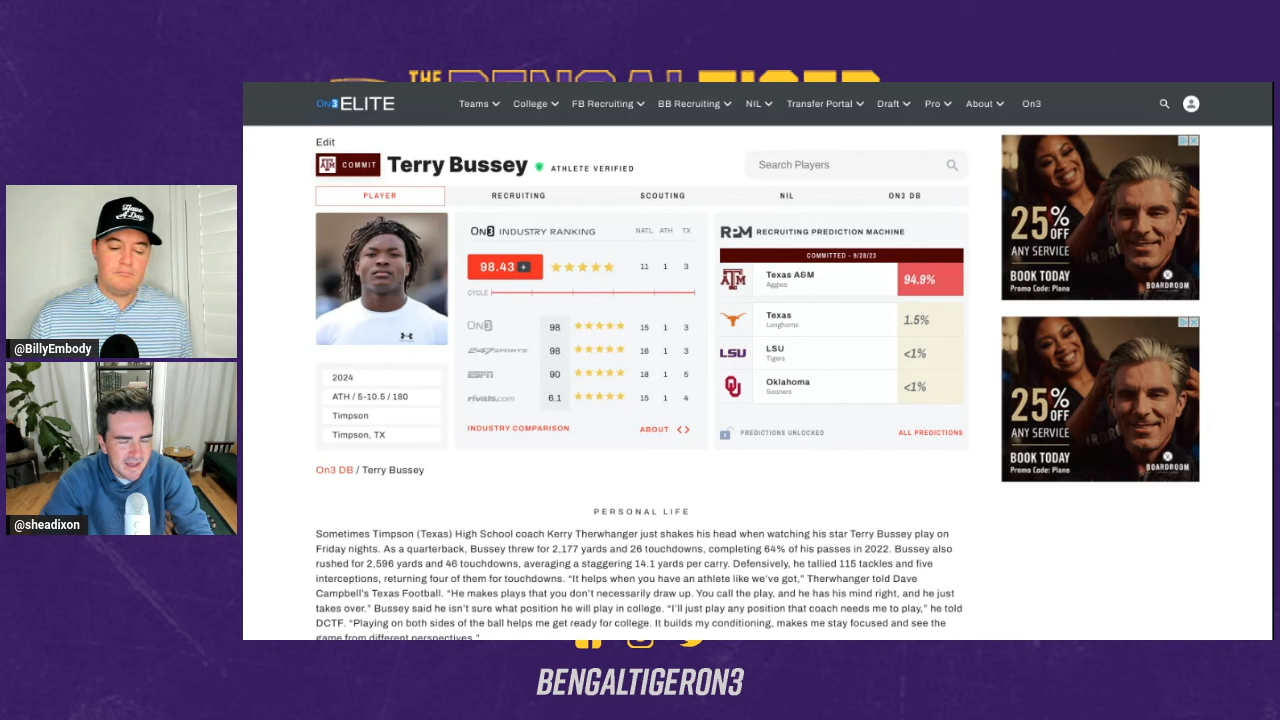 THE BENGAL TIGER
ON3 ELITE
Teams College FB Recruiting BB Recruiting NIL Transfer Portal Draft Pro About On3
Edit
ATM COMMIT Terry Bussey ATHLETE VERIFIED
Search Players
PLAYER RECRUITING SCOUTING NIL ON3 DB
On3 INDUSTRY RANKING NATL. ATH TX
98.43 + 11 1 3
CYCLE
ON3 98 15 1 3
247SPORTS 98 16 1 3
ESPN 90 18 1 5
rivals.com 6.1 15 1 4
INDUSTRY COMPARISON ABOUT
RPM RECRUITING PREDICTION MACHINE
COMMITTED - 9/28/23
ATM Texas A&M 94.9%
Aggies
Texas 1.5%
Longhorns
LSU LSU <1%
Tigers
OU Oklahoma <1%
Sooners
PREDICTIONS UNLOCKED ALL PREDICTIONS
2024
ATH / 5-10.5 / 180
Timpson
Timpson, TX
On3 DB / Terry Bussey
PERSONAL LIFE
Sometimes Timpson (Texas) High School coach Kerry Therwhanger just shakes his head when watching his star Terry Bussey play on
Friday nights. As a quarterback, Bussey threw for 2,177 yards and 26 touchdowns, completing 64% of his passes in 2022. Bussey also
rushed for 2,596 yards and 46 touchdowns, averaging a staggering 14.1 yards per carry. Defensively, he tallied 115 tackles and five
interceptions, returning four of them for touchdowns. “It helps when you have an athlete like we’ve got,” Therwhanger told Dave
Campbell’s Texas Football. “He makes plays that you don’t necessarily draw up. You call the play, and he has his mind right, and he just
takes over.” Bussey said he isn’t sure what position he will play in college. “I’ll just play any position that coach needs me to play,” he told
DCTF. “Playing on both sides of the ball helps me get ready for college. It builds my conditioning, makes me stay focused and see the
game from different perspectives.”
25% OFF
ANY SERVICE
BOOK TODAY
Promo Code: Plano
BOARDROOM
25% OFF
ANY SERVICE
BOOK TODAY
Promo Code: Plano
BOARDROOM
Have A Day
@BillyEmbody
@sheadixon
BENGALTIGERON3